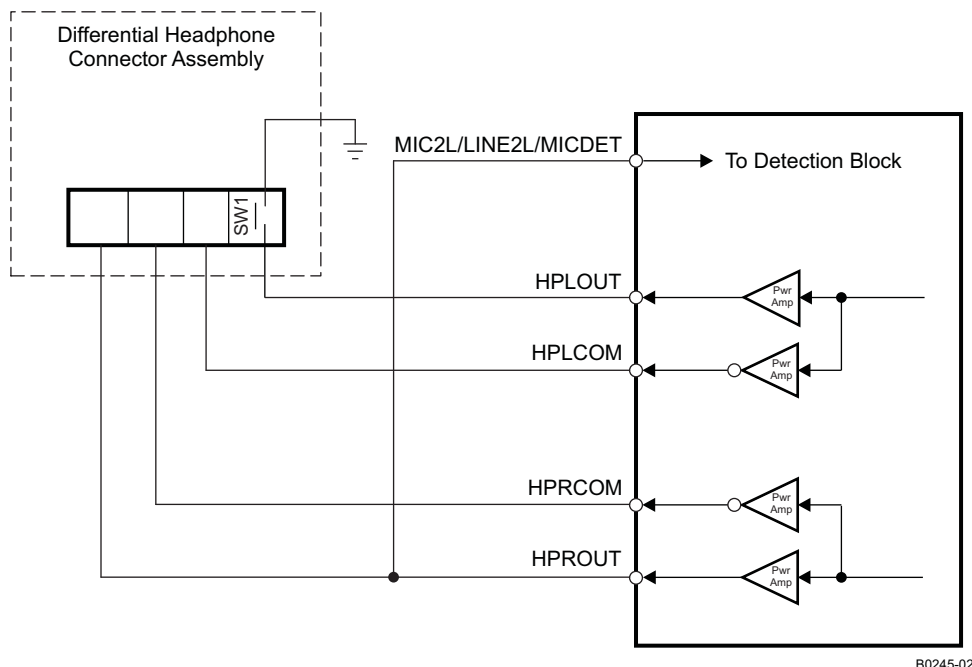 Differential Headphone
Connector Assembly
MIC2L/LINE2L/MICDET
To Detection Block
SW1
HPLOUT
Pwr
Amp
HPLCOM
Pwr
Amp
HPRCOM
Pwr
Amp
HPROUT
Pwr
Amp
B0245-02